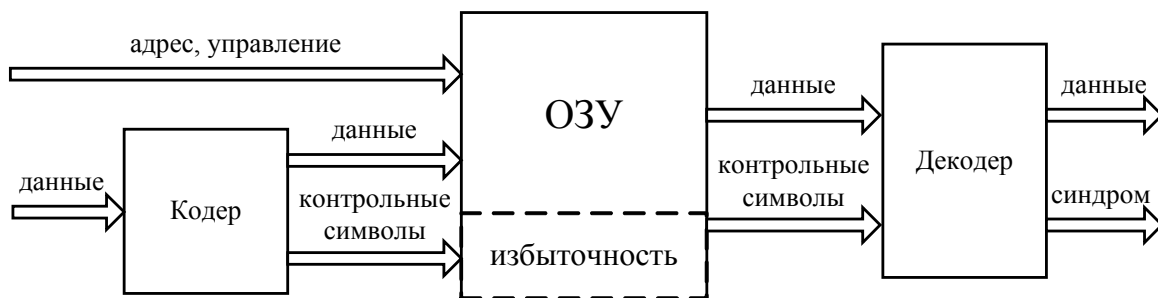 адрес, управление
данные
Кодер
данные
контрольные
символы
ОЗУ
избыточность
данные
контрольные
символы
Декодер
данные
синдром